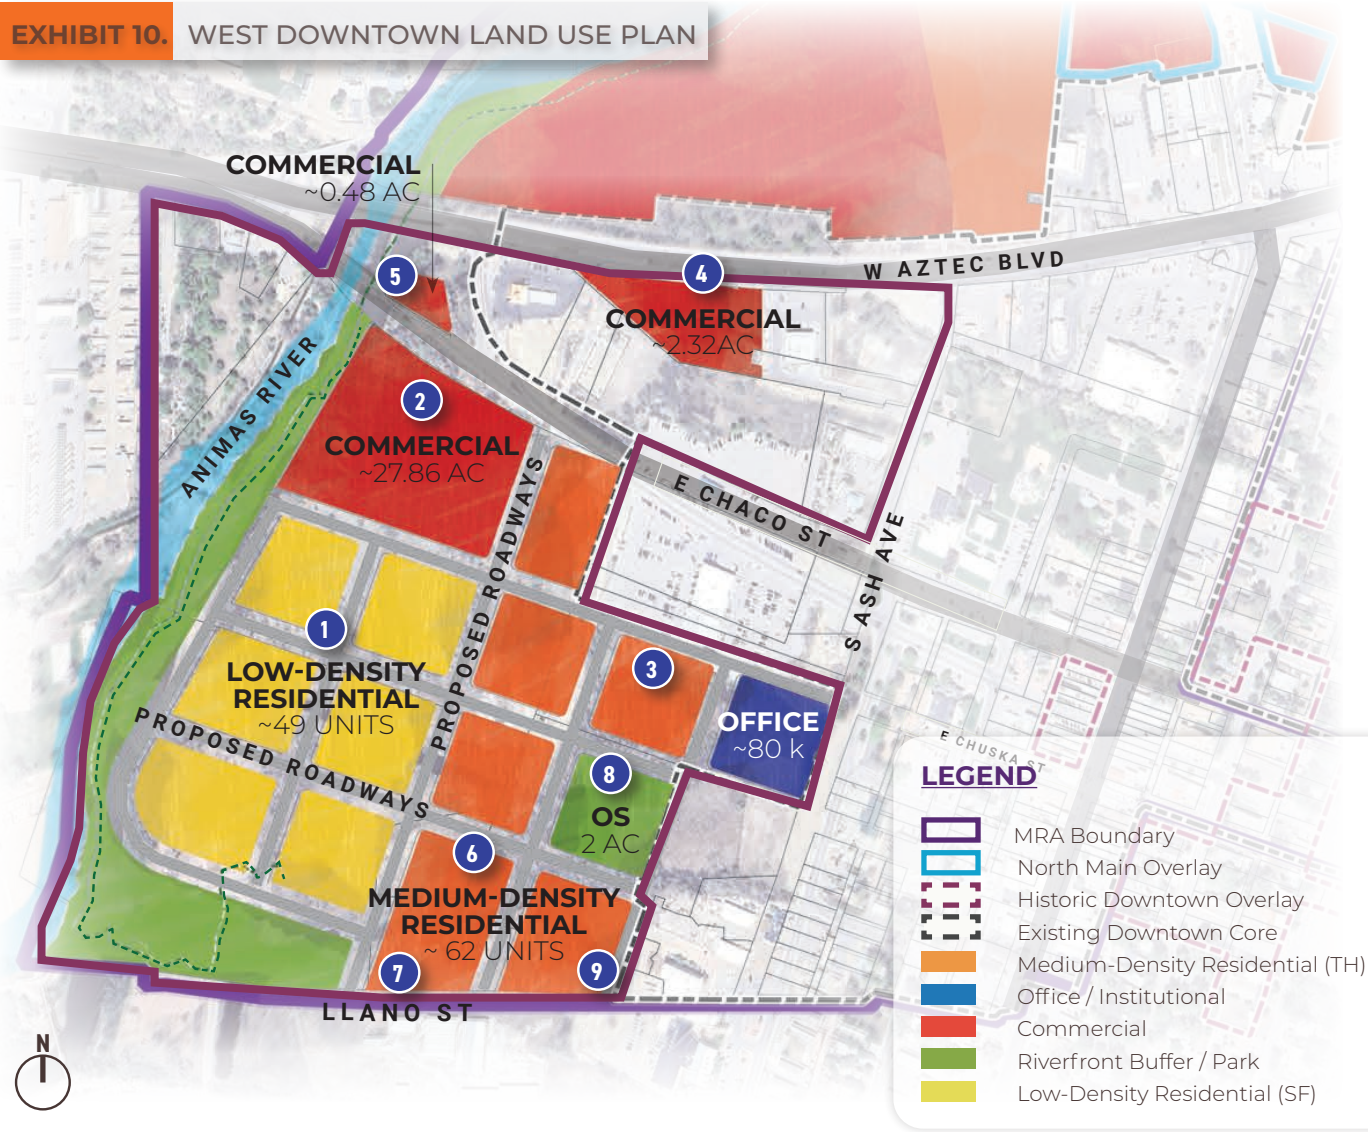 EXHIBIT 10. WEST DOWNTOWN LAND USE PLAN
COMMERCIAL
~0.48 AC
W AZTEC BLVD
5
4
COMMERCIAL
~2.32AC
ANIMAS RIVER
2
COMMERCIAL
~27.86 AC
PROPOSED ROADWAYS
E CHACO ST
S ASH AVE
1
LOW-DENSITY
RESIDENTIAL
~49 UNITS
3
OFFICE
~80 k
PROPOSED ROADWAYS
E CHUSKA ST
8
OS
2 AC
6
MEDIUM-DENSITY
RESIDENTIAL
~ 62 UNITS
7
9
LLANO ST
N
LEGEND
MRA Boundary
North Main Overlay
Historic Downtown Overlay
Existing Downtown Core
Medium-Density Residential (TH)
Office / Institutional
Commercial
Riverfront Buffer / Park
Low-Density Residential (SF)